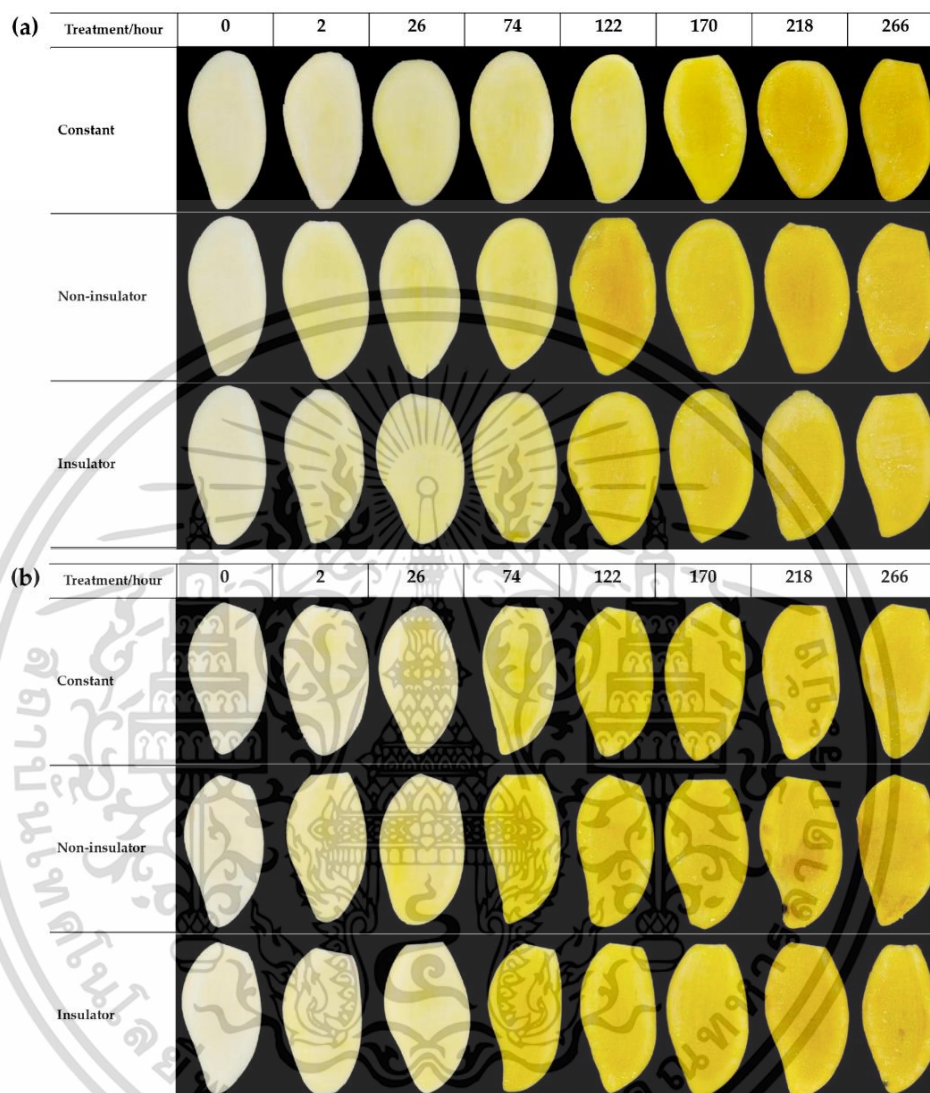 (a) Treatment/hour 0 2 26 74 122 170 218 266
Constant
Non-insulator
Insulator
(b) Treatment/hour 0 2 26 74 122 170 218 266
Constant
Non-insulator
Insulator